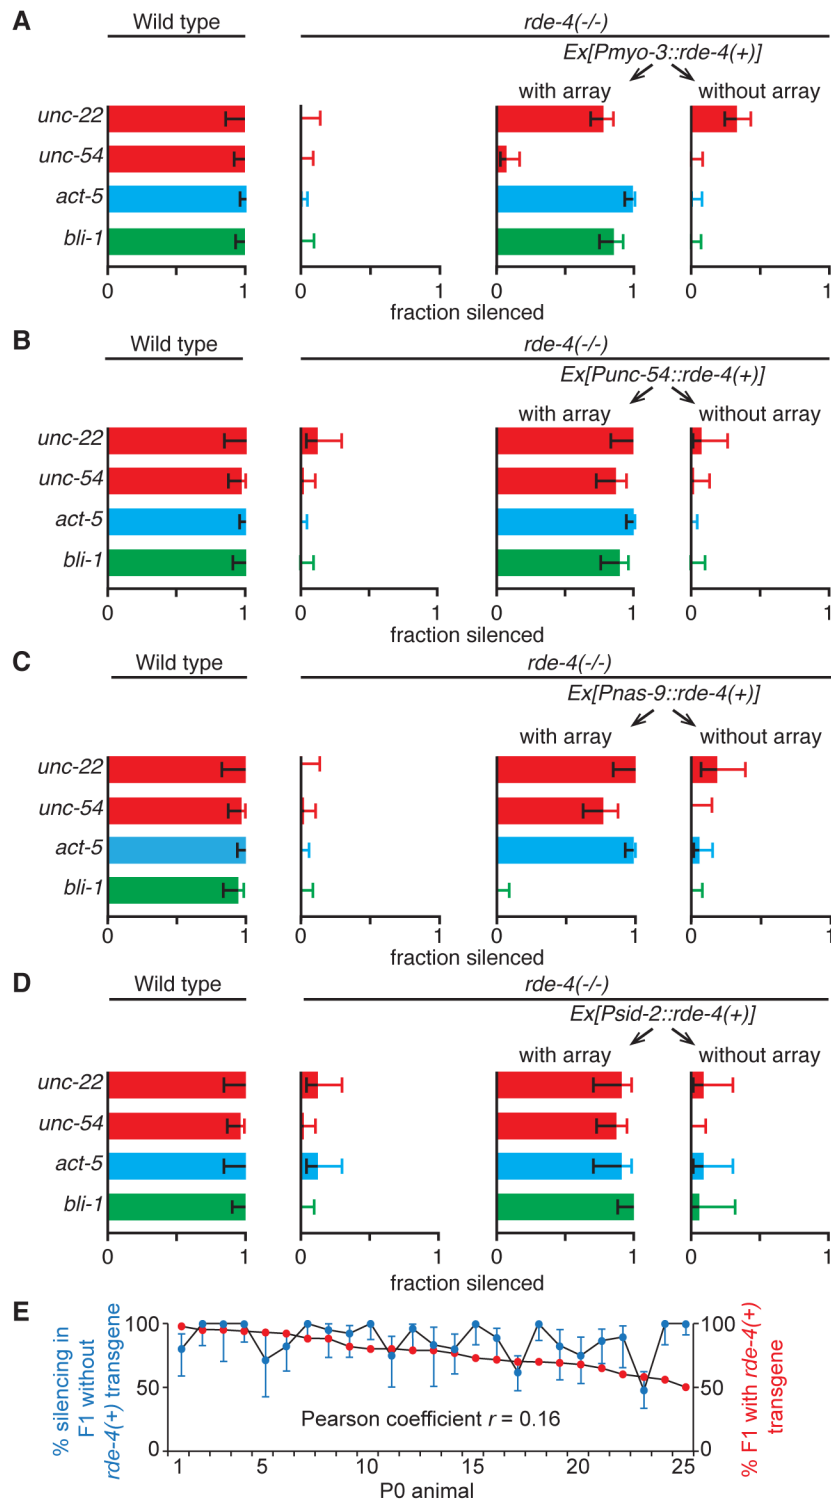 A
Wild type
rde-4(-/-)
Ex[Pmyo-3::rde-4(+)]
with array
without array
unc-22
unc-54
act-5
bli-1
0 1 0 1 0 1 0 1
fraction silenced
B
Wild type
rde-4(-/-)
Ex[Punc-54::rde-4(+)]
with array
without array
unc-22
unc-54
act-5
bli-1
0 1 0 1 0 1 0 1
fraction silenced
C
Wild type
rde-4(-/-)
Ex[Pnas-9::rde-4(+)]
with array
without array
unc-22
unc-54
act-5
bli-1
0 1 0 1 0 1 0 1
fraction silenced
D
Wild type
rde-4(-/-)
Ex[Psid-2::rde-4(+)]
with array
without array
unc-22
unc-54
act-5
bli-1
0 1 0 1 0 1 0 1
fraction silenced
E
% silencing in
F1 without
rde-4(+) transgene
100
50
0
Pearson coefficient r = 0.16
100
50
0
% F1 with rde-4(+)
transgene
1 5 10 15 20 25
P0 animal